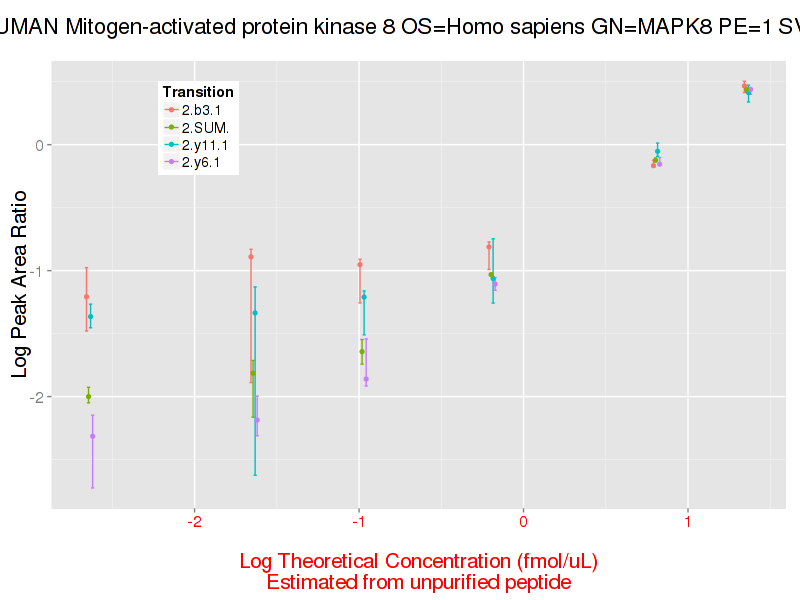 UMAN Mitogen-activated protein kinase 8 OS=Homo sapiens GN=MAPK8 PE=1 SV
Transition
2.b3.1
2.SUM.
2.y11.1
2.y6.1
Log Peak Area Ratio
0
-1
-2
-2
-1
0
1
Log Theoretical Concentration (fmol/uL)
Estimated from unpurified peptide